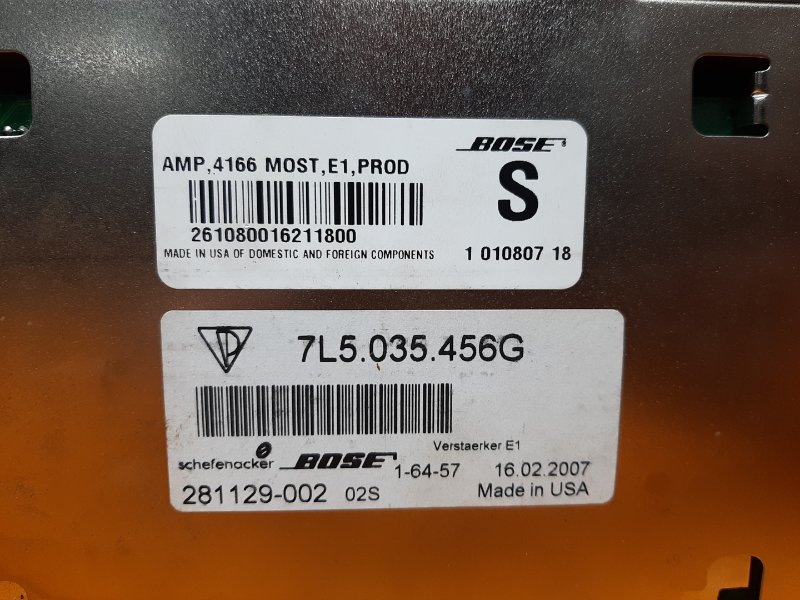 BOSE
AMP,4166 MOST,E1,PROD
S
261080016211800
MADE IN USA OF DOMESTIC AND FOREIGN COMPONENTS
1 010807 18
7L5.035.456G
Verstaerker E1
schefenacker BOSE 1-64-57 16.02.2007
281129-002 02S Made in USA